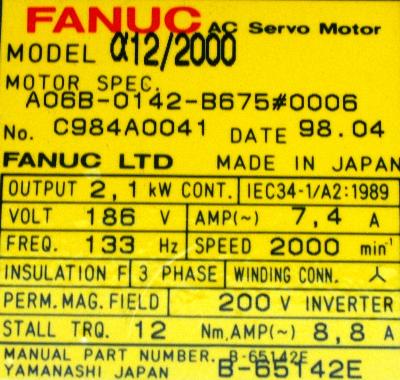 FANUC AC Servo Motor
MODEL α12/2000
MOTOR SPEC.
A06B-0142-B675#0006
No. C984A0041 DATE 98.04
FANUC LTD MADE IN JAPAN
OUTPUT 2,1 kW CONT. IEC34-1/A2:1989
VOLT 186 V AMP(~) 7,4 A
FREQ. 133 Hz SPEED 2000 min⁻¹
INSULATION F 3 PHASE WINDING CONN. 人
PERM. MAG. FIELD 200 V INVERTER
STALL TRQ. 12 Nm, AMP(~) 8,8 A
MANUAL PART NUMBER. B-65142E
YAMANASHI JAPAN B-65142E